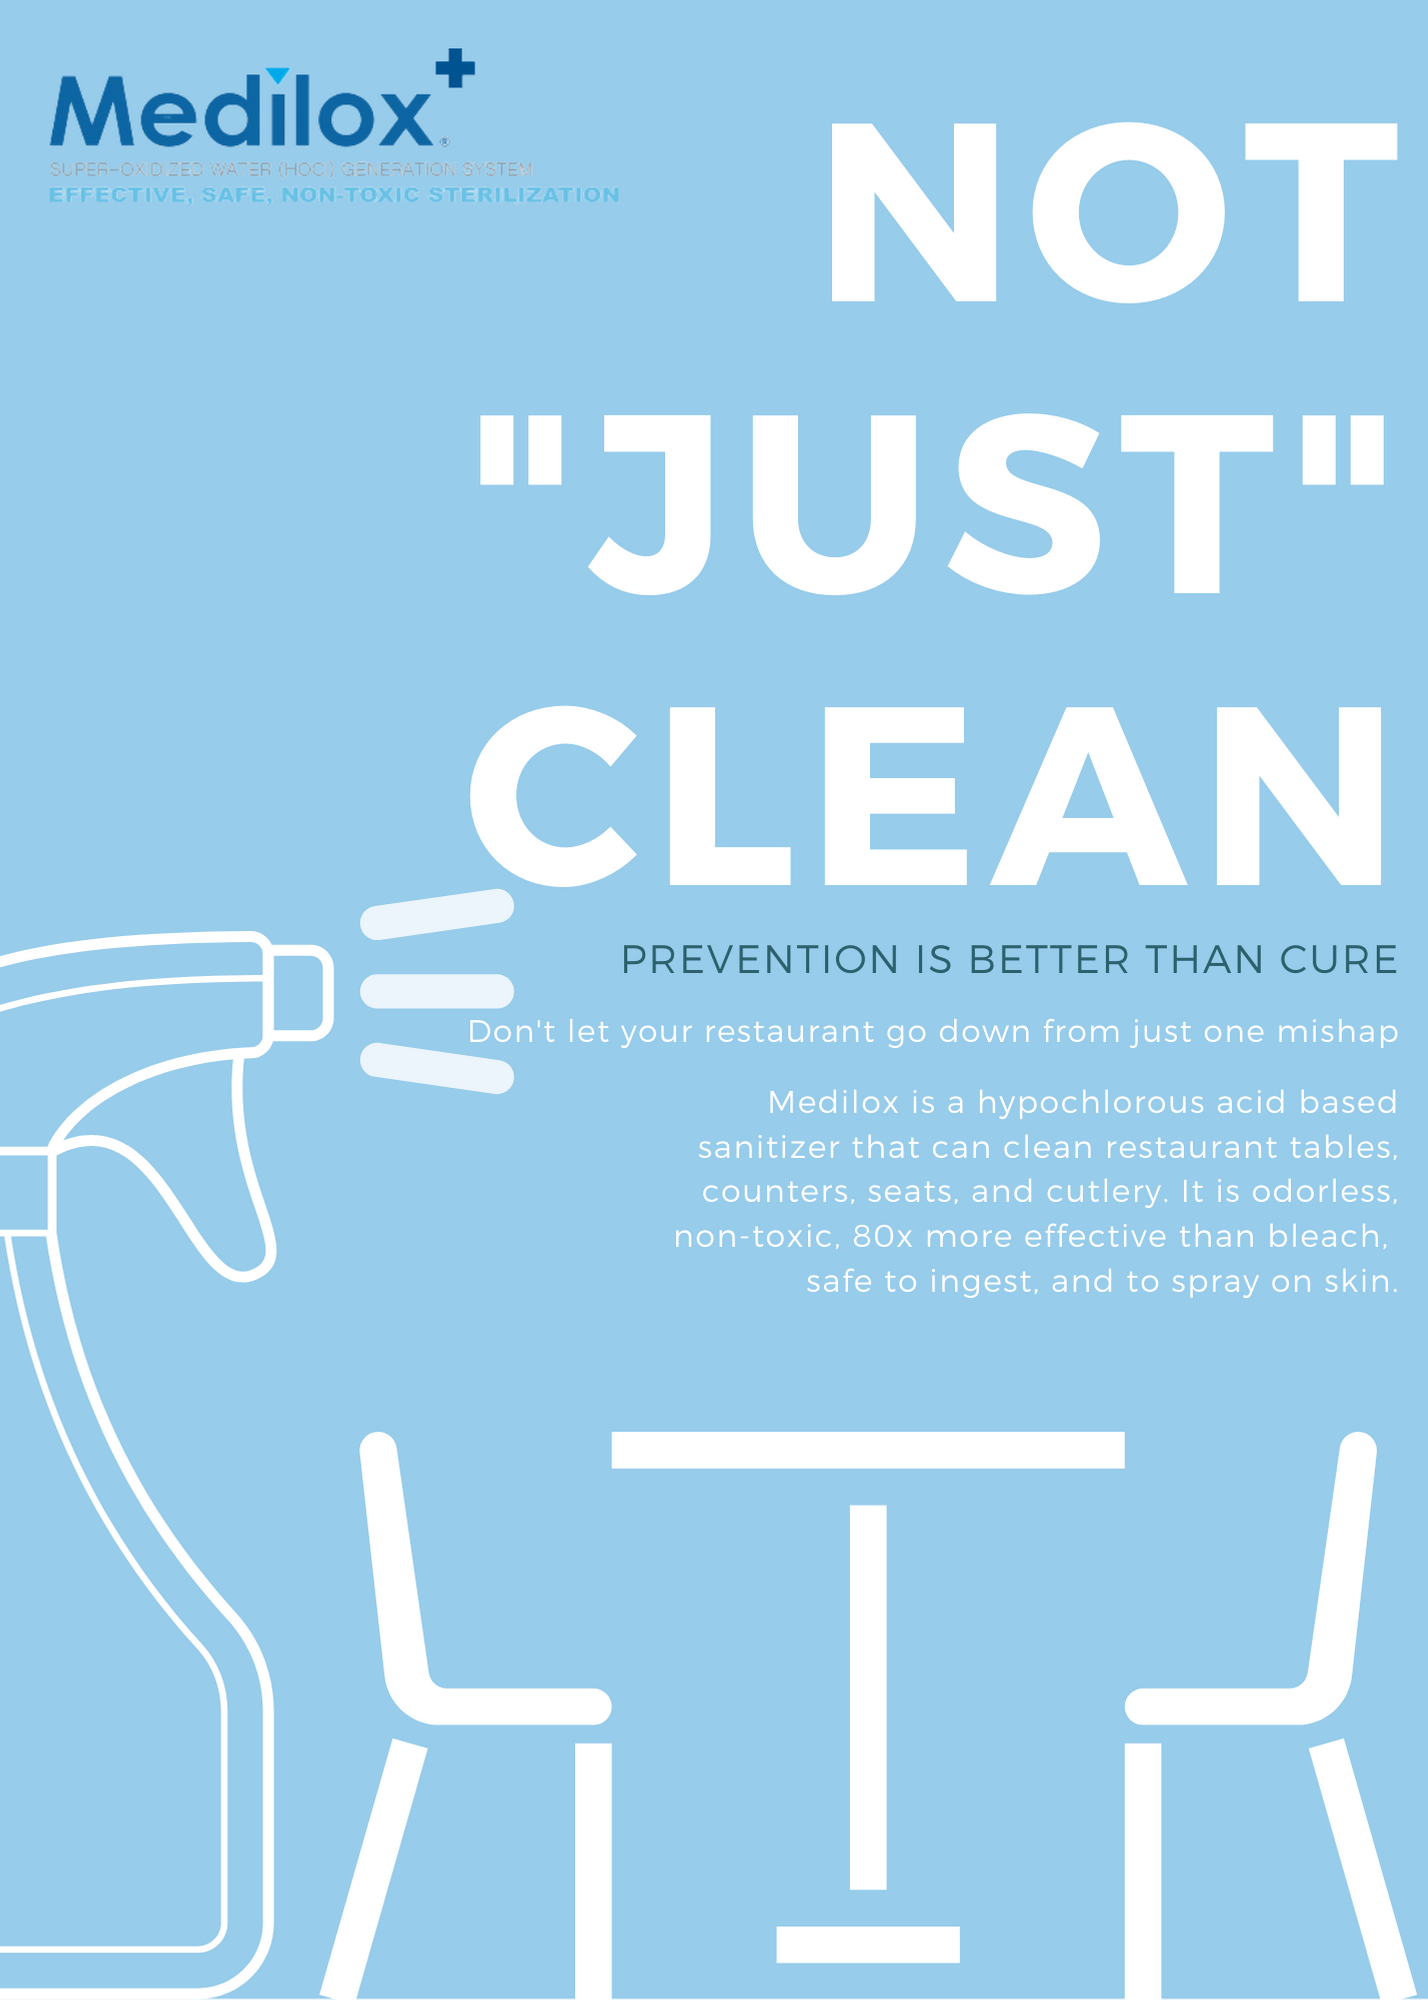 Medilox+
®
SUPER-OXIDIZED WATER (HOCl) GENERATION SYSTEM
EFFECTIVE, SAFE, NON-TOXIC STERILIZATION
NOT
"JUST"
CLEAN
PREVENTION IS BETTER THAN CURE
Don't let your restaurant go down from just one mishap
Medilox is a hypochlorous acid based
sanitizer that can clean restaurant tables,
counters, seats, and cutlery. It is odorless,
non-toxic, 80x more effective than bleach,
safe to ingest, and to spray on skin.